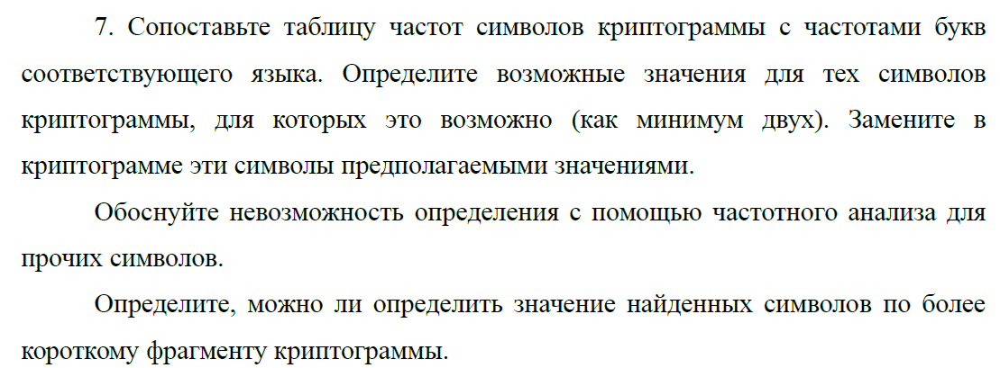 7. Сопоставьте таблицу частот символов криптограммы с частотами букв
соответствующего языка. Определите возможные значения для тех символов
криптограммы, для которых это возможно (как минимум двух). Замените в
криптограмме эти символы предполагаемыми значениями.
Обоснуйте невозможность определения с помощью частотного анализа для
прочих символов.
Определите, можно ли определить значение найденных символов по более
короткому фрагменту криптограммы.